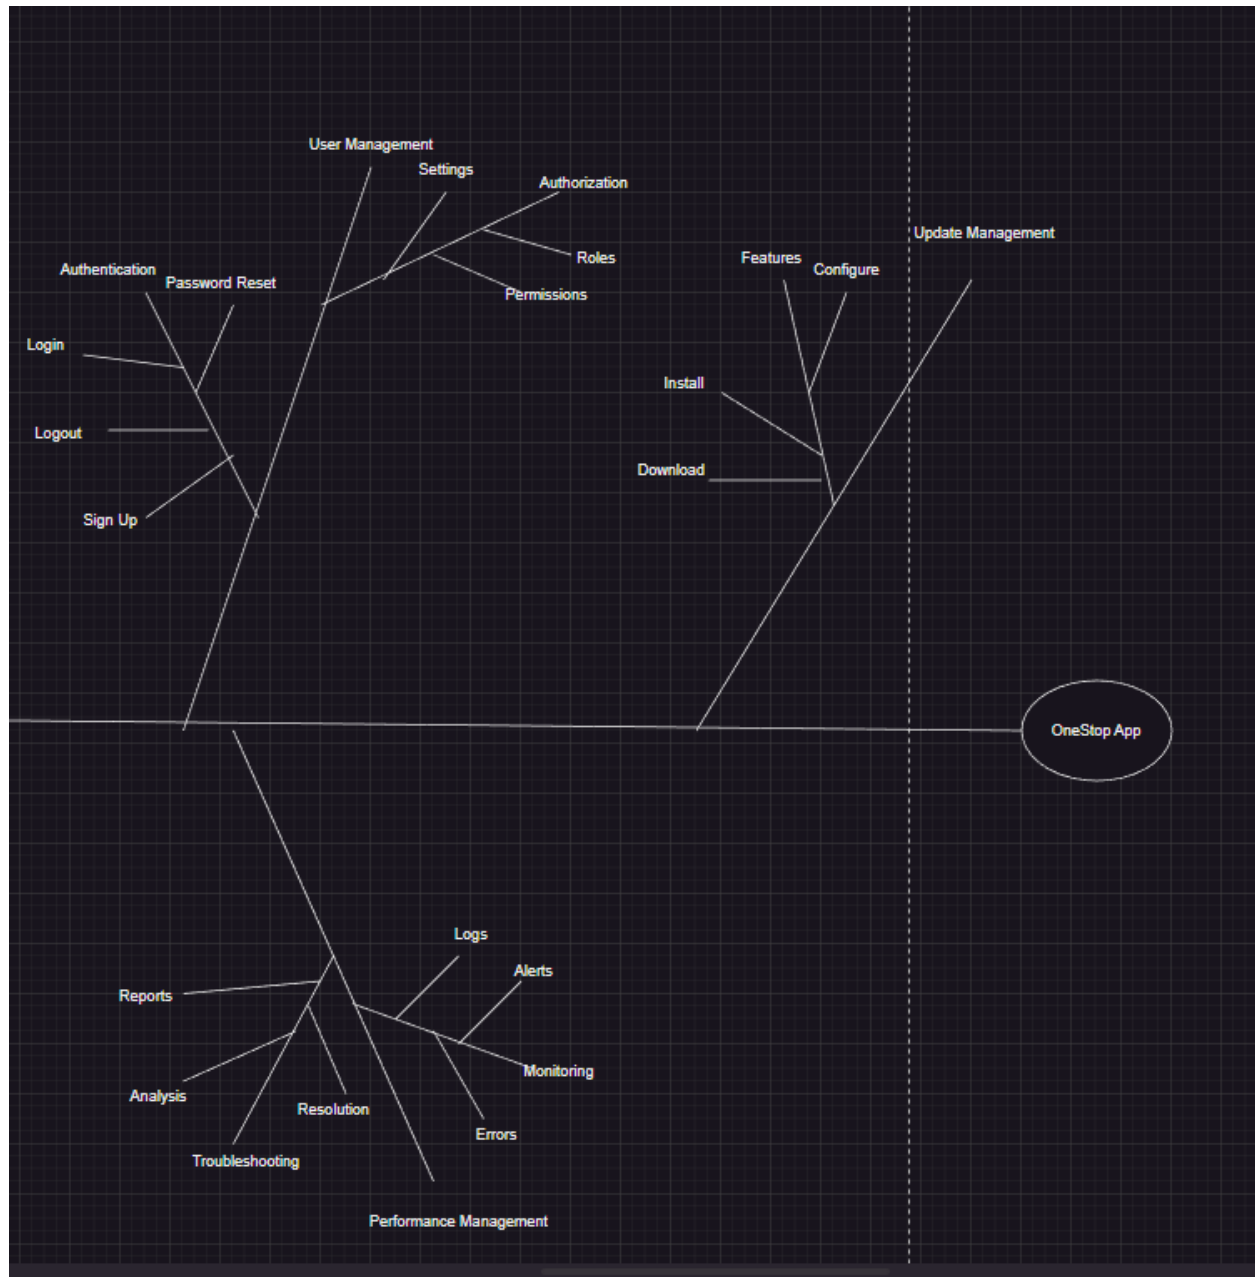 User Management
Settings
Authorization
Roles
Permissions
Authentication
Password Reset
Login
Logout
Sign Up
Update Management
Features
Configure
Install
Download
OneStop App
Logs
Alerts
Monitoring
Errors
Reports
Analysis
Resolution
Troubleshooting
Performance Management